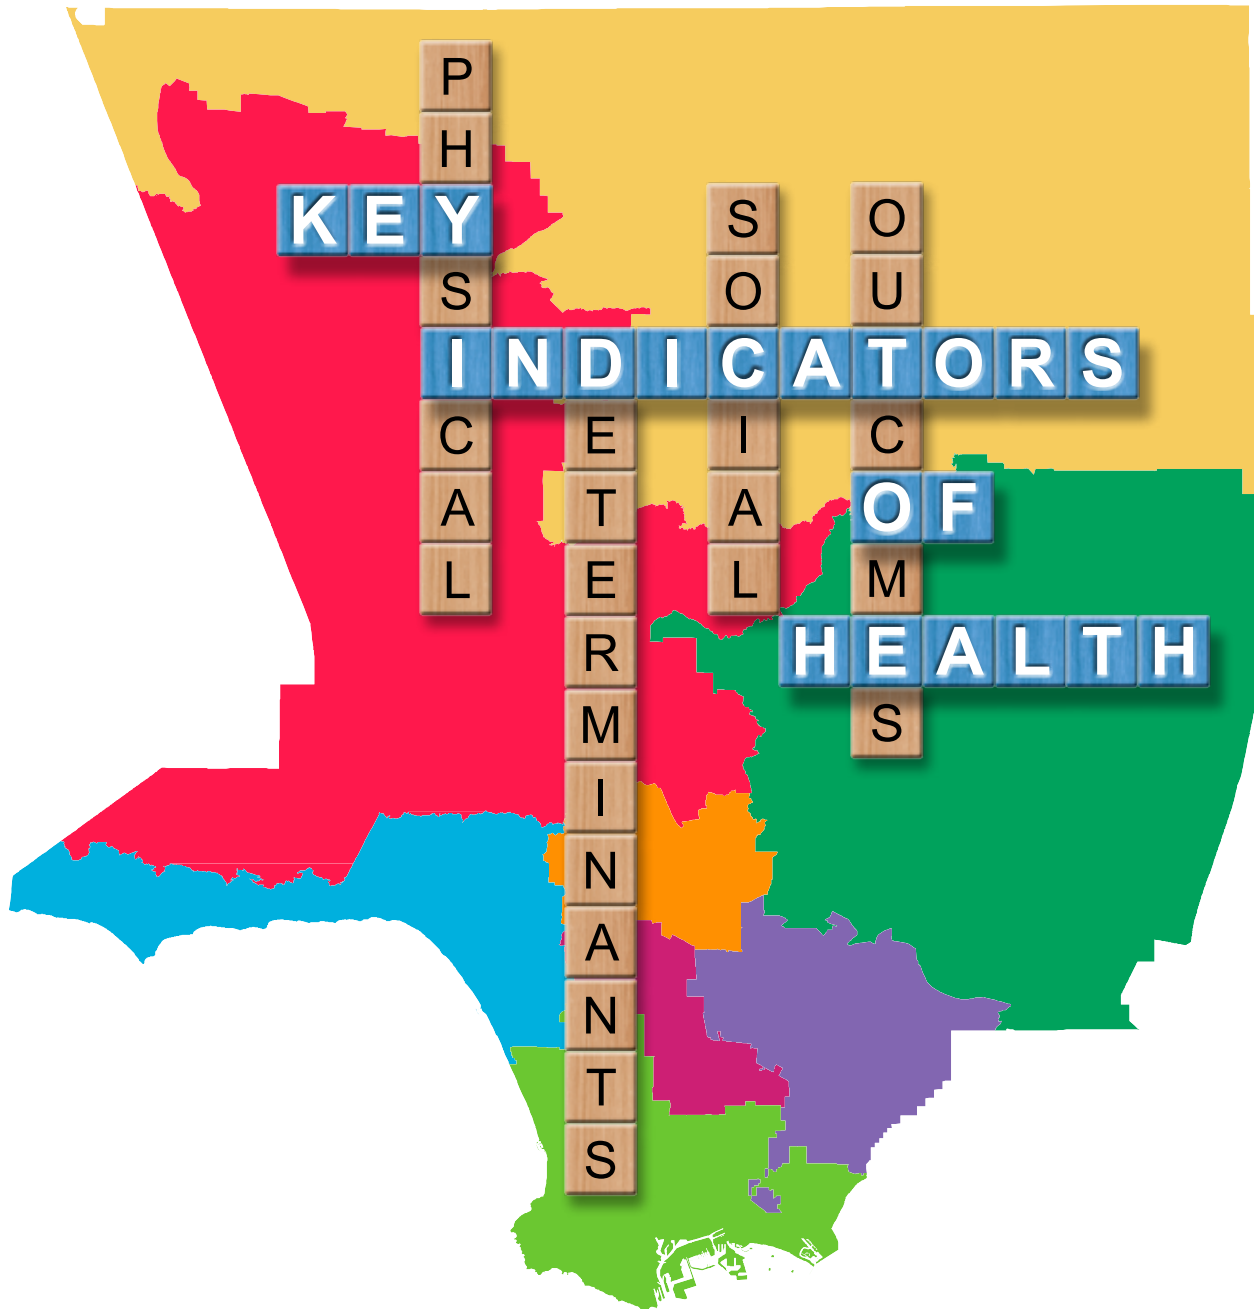 KEY
INDICATORS
OF
HEALTH
PHYSICAL
DETERMINANTS
SOCIAL
OUTCOMES